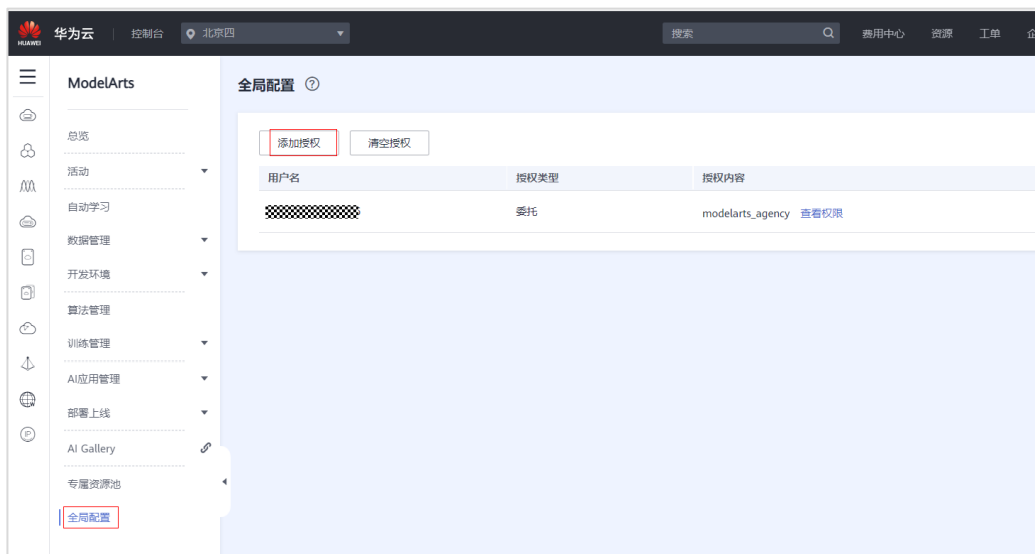 HUAWEI 华为云 控制台 北京四 搜索 费用中心 资源 工单
ModelArts
总览
活动
自动学习
数据管理
开发环境
算法管理
训练管理
AI应用管理
部署上线
AI Gallery
专属资源池
全局配置
全局配置 ?
添加授权 清空授权
用户名 授权类型 授权内容
委托 modelarts_agency 查看权限